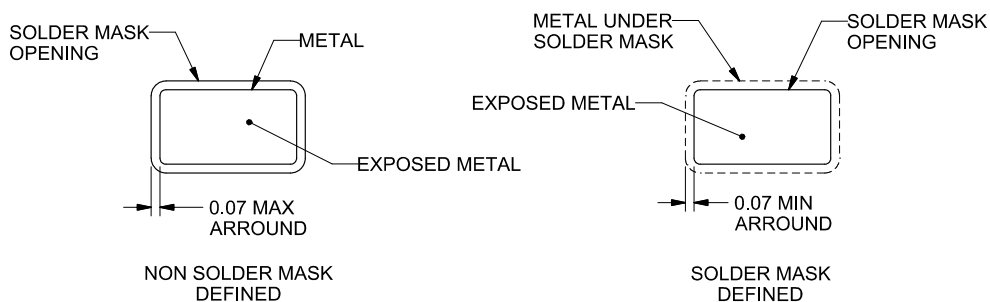 SOLDER MASK
OPENING
METAL
EXPOSED METAL
0.07 MAX
ARROUND
NON SOLDER MASK
DEFINED
METAL UNDER
SOLDER MASK
SOLDER MASK
OPENING
EXPOSED METAL
0.07 MIN
ARROUND
SOLDER MASK
DEFINED